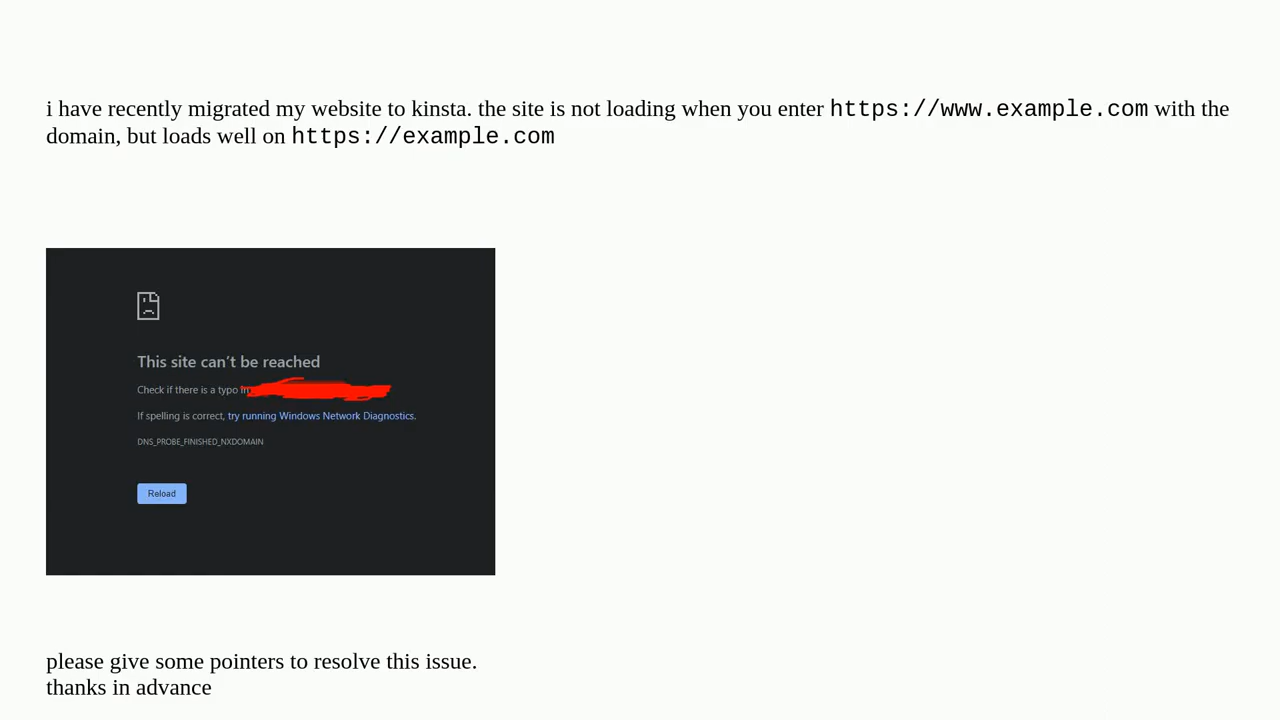 i have recently migrated my website to kinsta. the site is not loading when you enter https://www.example.com with the
domain, but loads well on https://example.com
This site can't be reached
Check if there is a typo in
If spelling is correct, try running Windows Network Diagnostics.
DNS_PROBE_FINISHED_NXDOMAIN
Reload
please give some pointers to resolve this issue.
thanks in advance